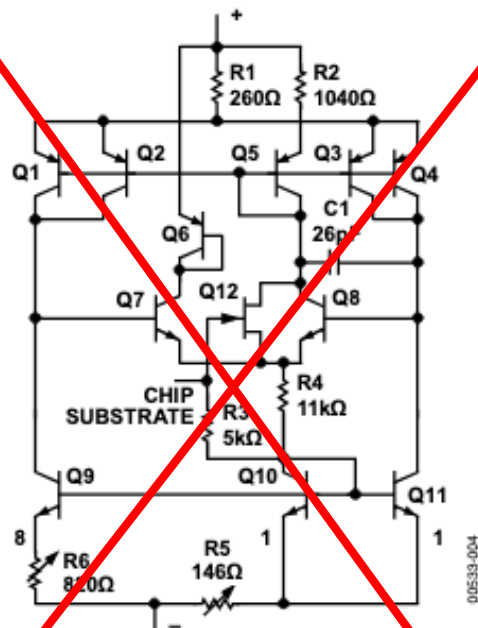 +
R1
260Ω
R2
1040Ω
Q1
Q2
Q5
Q3
Q4
C1
26pF
Q6
Q7
Q12
Q8
CHIP
SUBSTRATE
R3
5kΩ
R4
11kΩ
Q9
Q10
Q11
8
1
1
R6
820Ω
R5
146Ω
–
00533-004